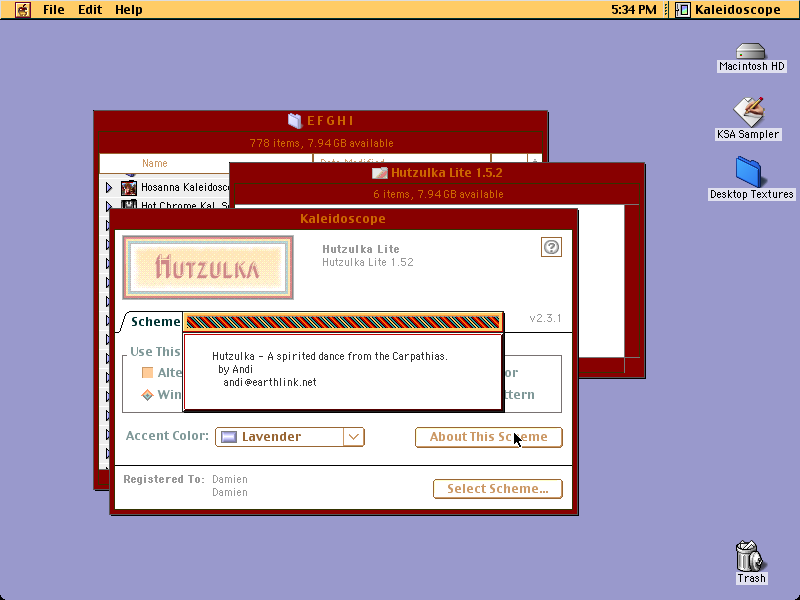 File Edit Help
5:34 PM Kaleidoscope
Macintosh HD
KSA Sampler
Desktop Textures
Trash
E F G H I
778 items, 7.94 GB available
Name Date Modified
Hosanna Kaleidosc
Hot Chrome Kal. Sc
Hutzulka Lite 1.5.2
6 items, 7.94 GB available
Kaleidoscope
HUTZULKA
Hutzulka Lite
Hutzulka Lite 1.52
v2.3.1
Scheme
Use This
Alte or
Win ttern
Hutzulka - A spirited dance from the Carpathias.
by Andi
andi@earthlink.net
Accent Color: Lavender
About This Scheme
Registered To: Damien
Damien
Select Scheme...